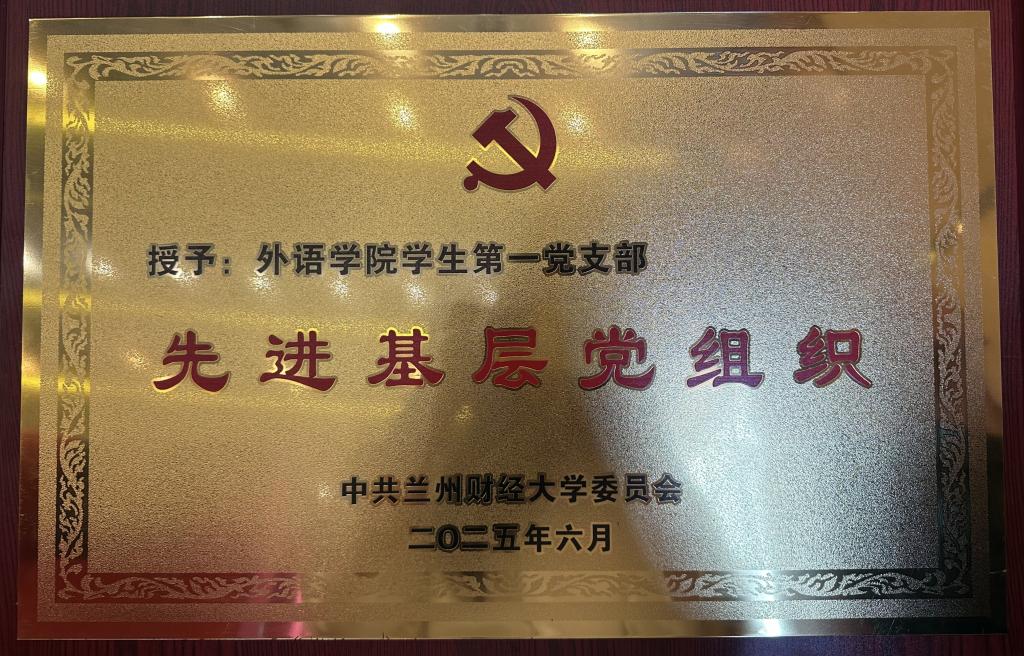 授予：外语学院学生第一党支部
先进基层党组织
中共兰州财经大学委员会
二〇二五年六月